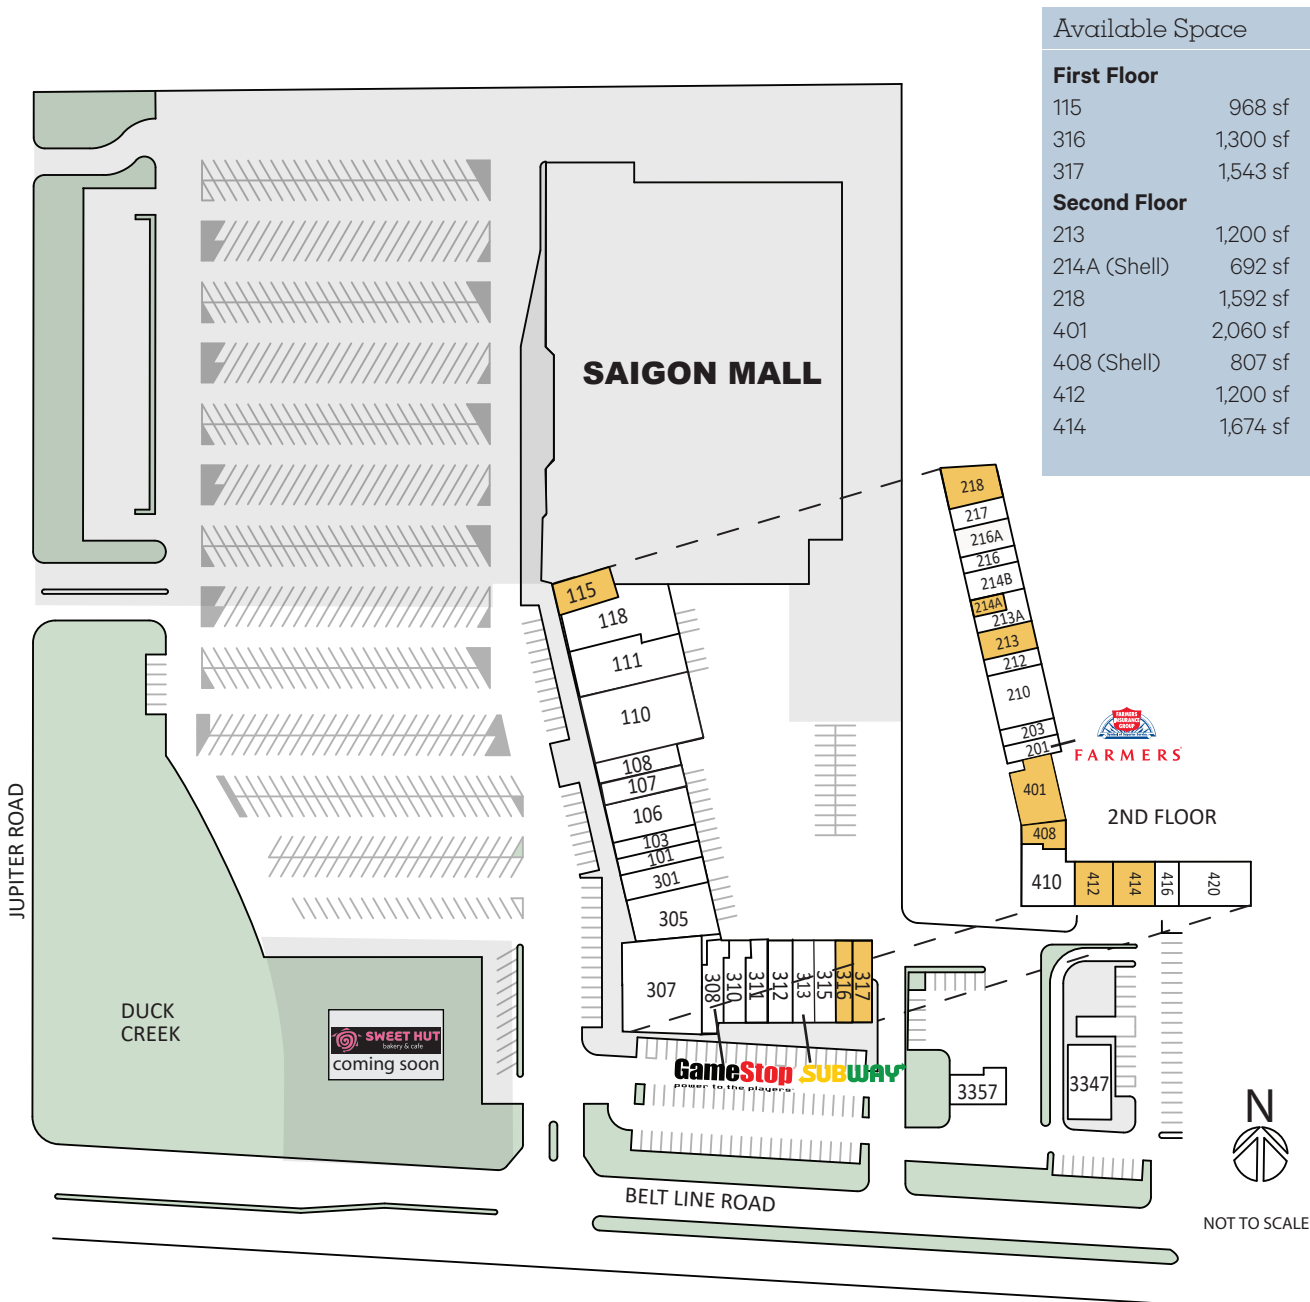 Available Space
First Floor
115 968 sf
316 1,300 sf
317 1,543 sf
Second Floor
213 1,200 sf
214A (Shell) 692 sf
218 1,592 sf
401 2,060 sf
408 (Shell) 807 sf
412 1,200 sf
414 1,674 sf
SAIGON MALL
218
217
216A
216
214B
214A
213A
213
212
210
203
201
FARMERS
INSURANCE
GROUP
FARMERS
401
408
2ND FLOOR
410
412
414
416
420
115
118
111
110
108
107
106
103
101
301
305
307
308
310
311
312
313
315
316
317
JUPITER ROAD
DUCK
CREEK
SWEET HUT
bakery & cafe
coming soon
GameStop
power to the players
SUBWAY
3357
3347
BELT LINE ROAD
N
NOT TO SCALE